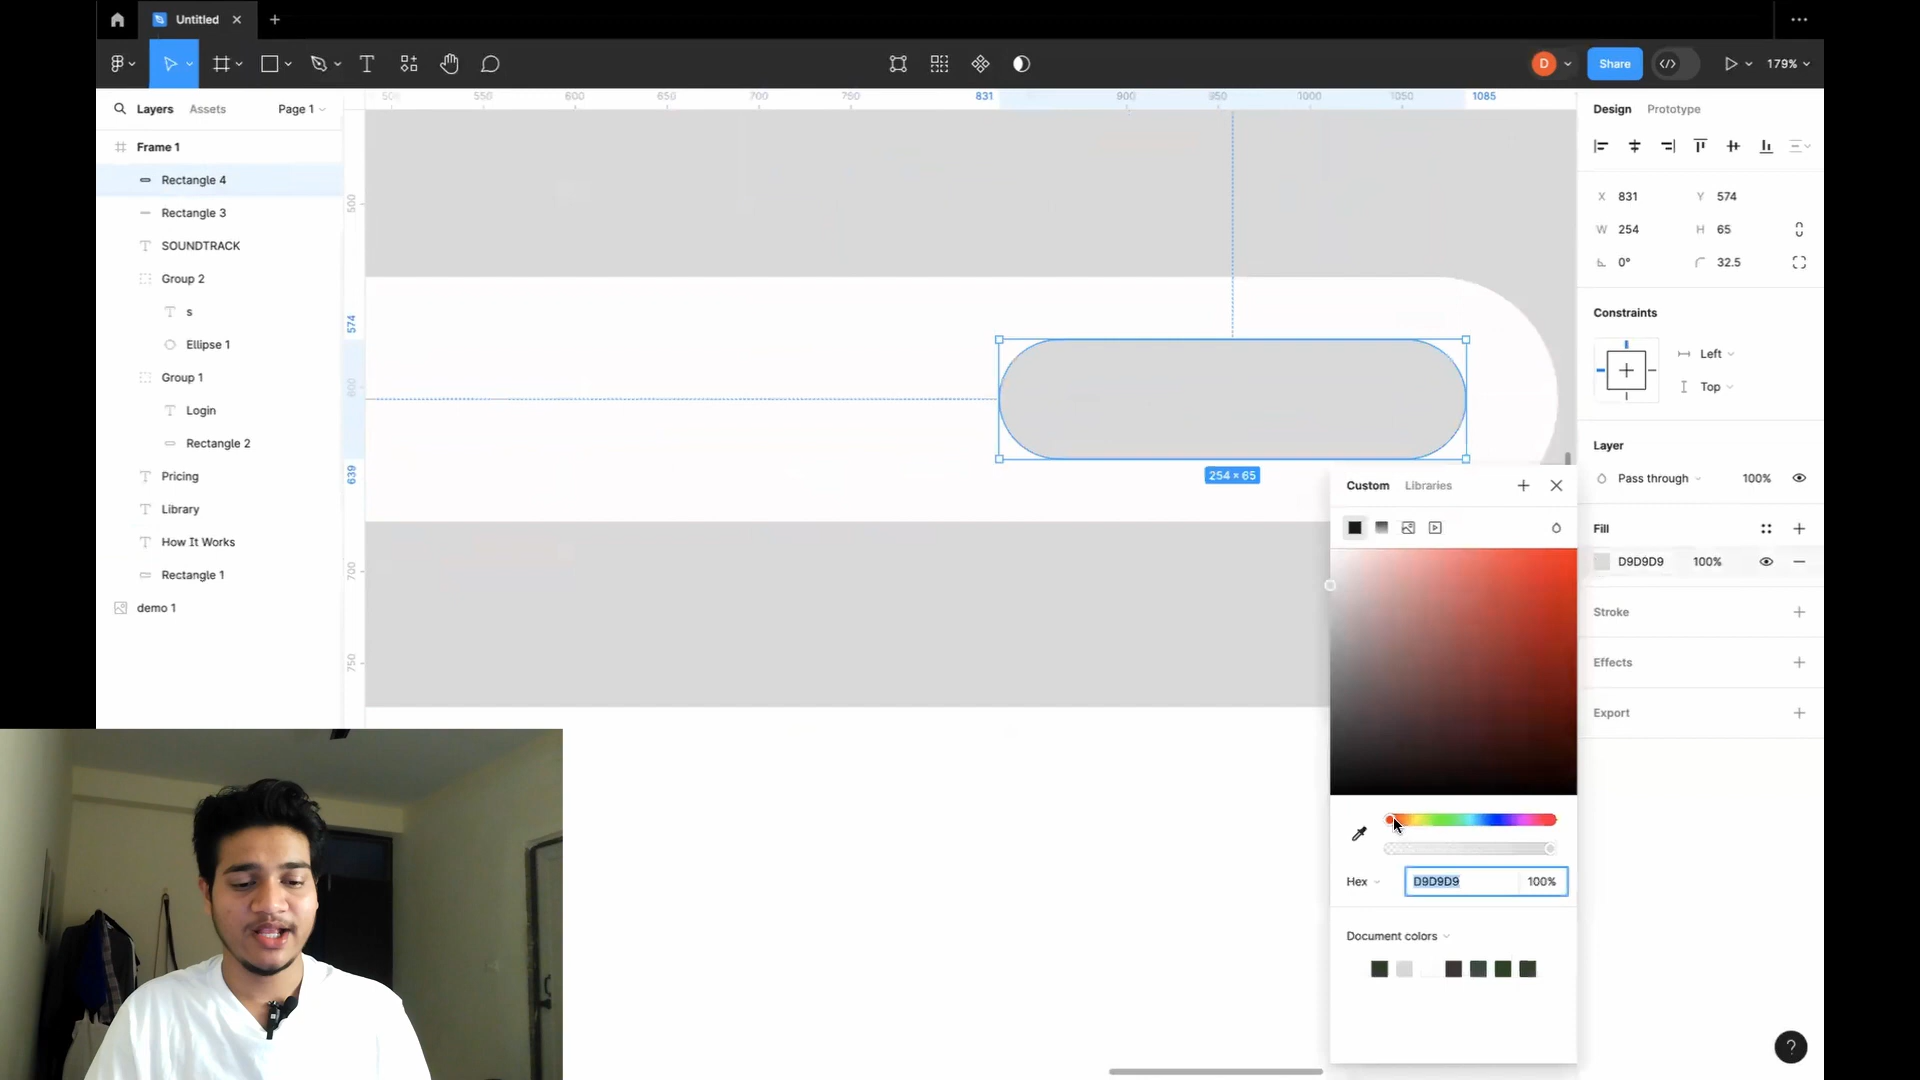 Untitled
179%
Share
D
Layers
Assets
Page 1
500
550
600
650
700
750
831
900
950
1000
1050
1085
Design
Prototype
Frame 1
Rectangle 4
Rectangle 3
SOUNDTRACK
Group 2
s
Ellipse 1
Group 1
Login
Rectangle 2
Pricing
Library
How It Works
Rectangle 1
demo 1
500
574
600
639
700
750
254 × 65
X 831
Y 574
W 254
H 65
0°
32.5
Constraints
Left
Top
Layer
Pass through
100%
Fill
D9D9D9
100%
Stroke
Effects
Export
Custom
Libraries
Hex
D9D9D9
100%
Document colors
?